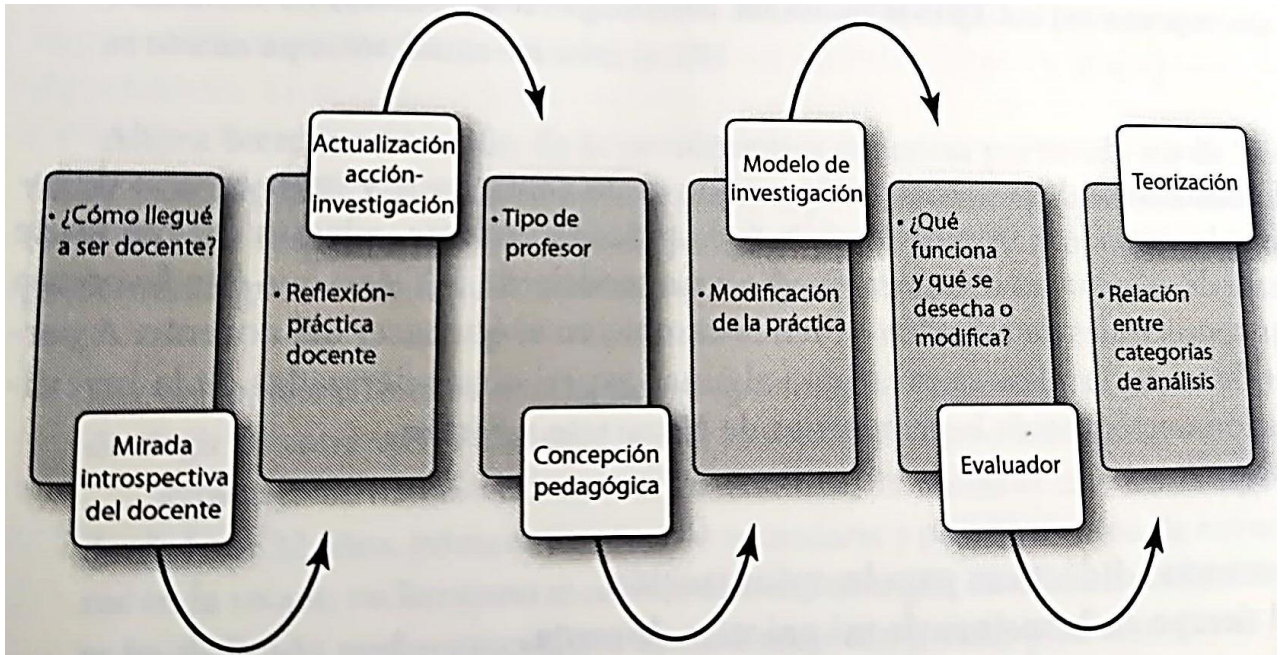 • ¿Cómo llegué
a ser docente?
Mirada
introspectiva
del docente
Actualización
acción-
investigación
• Reflexión-
práctica
docente
• Tipo de
profesor
Concepción
pedagógica
Modelo de
investigación
• Modificación
de la práctica
• ¿Qué
funciona
y qué se
desecha o
modifica?
Evaluador
Teorización
• Relación
entre
categorias
de análisis